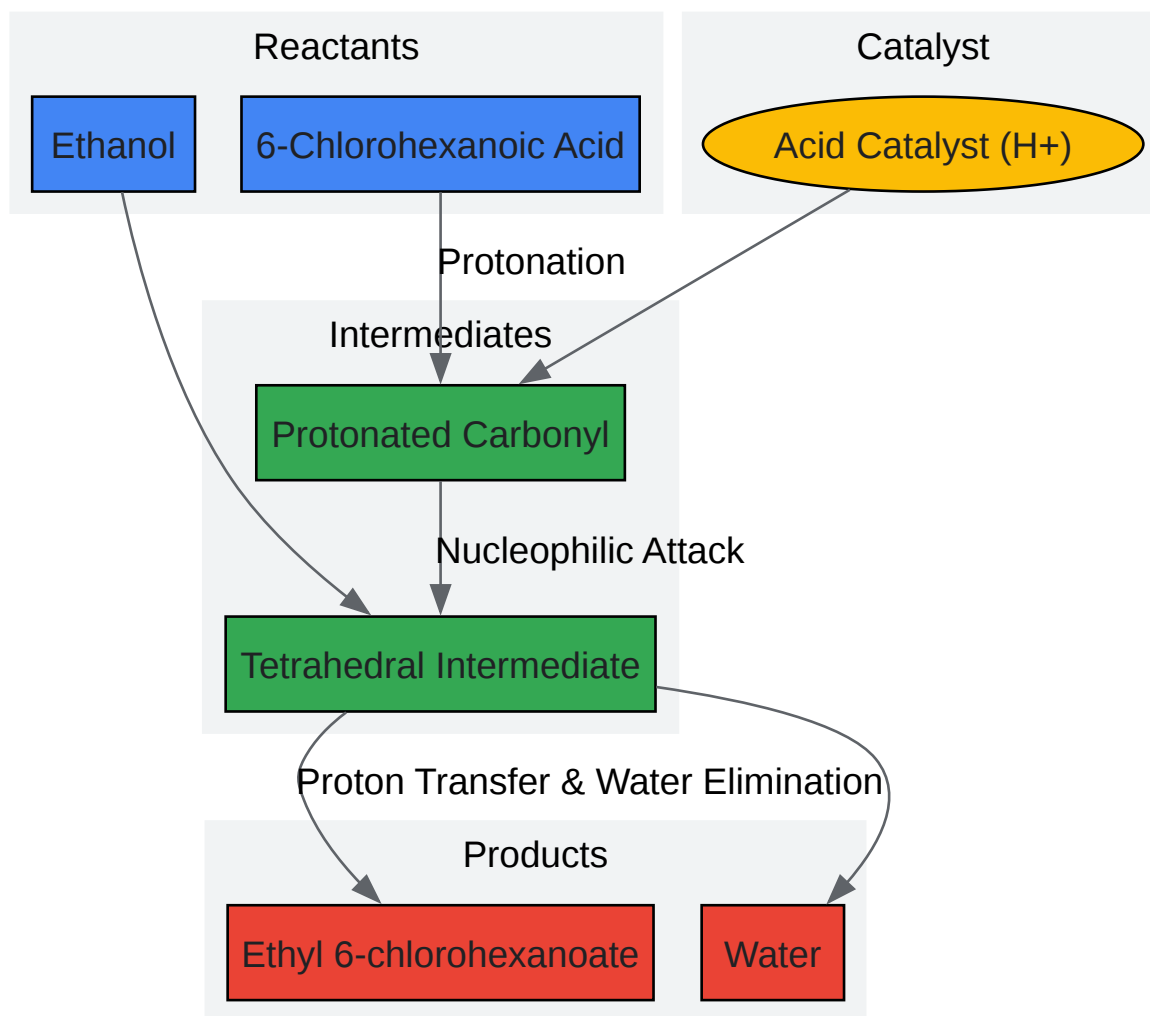 Reactants
Catalyst
Ethanol
6-Chlorohexanoic Acid
Acid Catalyst (H+)
Protonation
Intermediates
Protonated Carbonyl
Nucleophilic Attack
Tetrahedral Intermediate
Proton Transfer & Water Elimination
Products
Ethyl 6-chlorohexanoate
Water